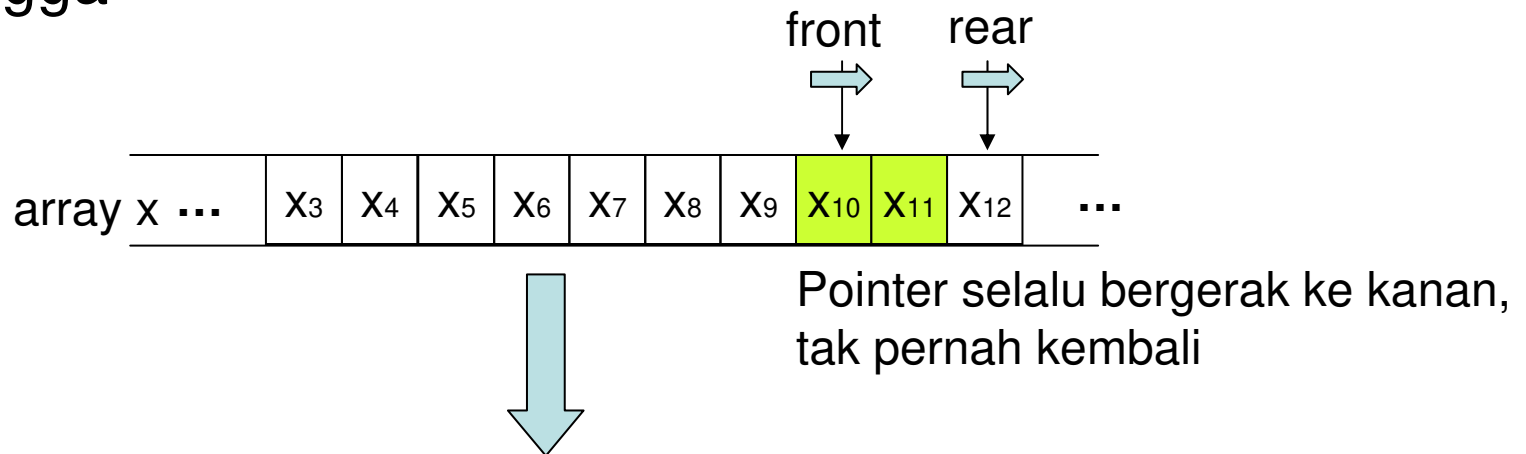 front rear
array x ... x3 x4 x5 x6 x7 x8 x9 x10 x11 x12 ...
Pointer selalu bergerak ke kanan,
tak pernah kembali